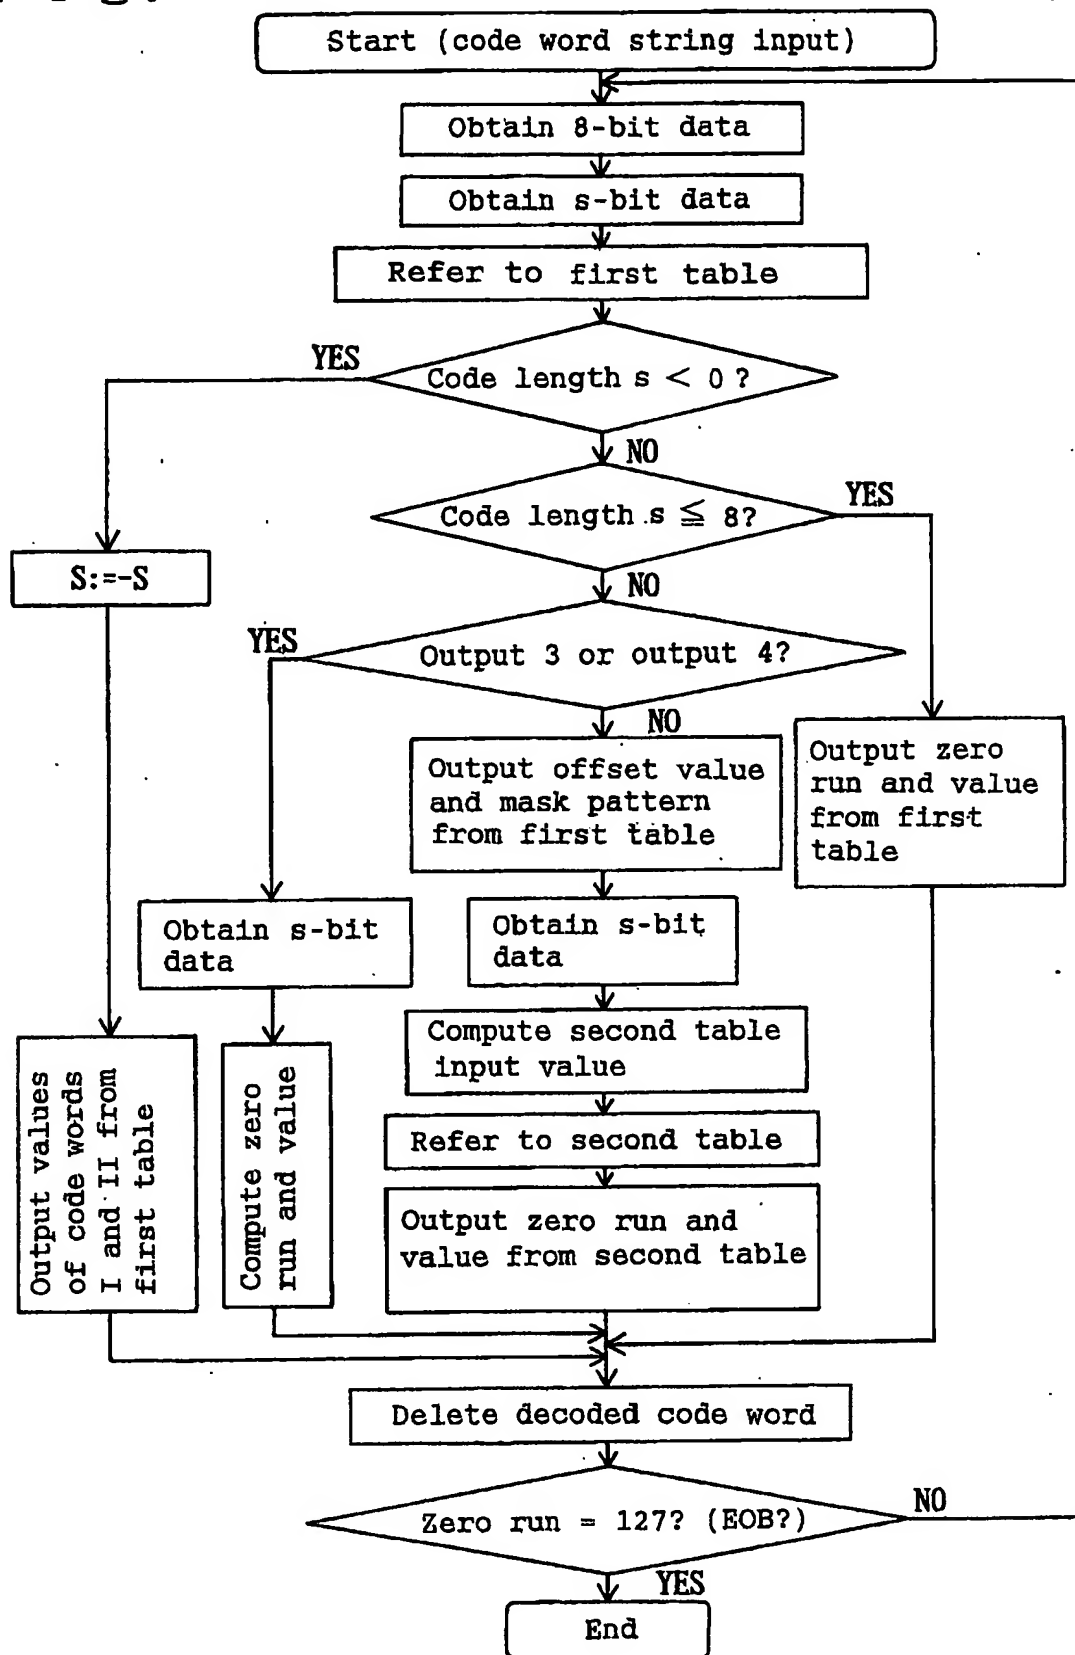 Start (code word string input)
Obtain 8-bit data
Obtain s-bit data
Refer to first table
YES
Code length s < 0 ?
NO
YES
Code length s ≦ 8?
S:=-S
NO
YES
Output 3 or output 4?
NO
Output offset value
and mask pattern
from first table
Output zero
run and value
from first
table
Obtain s-bit
data
Obtain s-bit
data
Compute second table
input value
Output values
of code words
I and II from
first table
Compute zero
run and value
Refer to second table
Output zero run and
value from second table
Delete decoded code word
Zero run = 127? (EOB?)
NO
YES
End